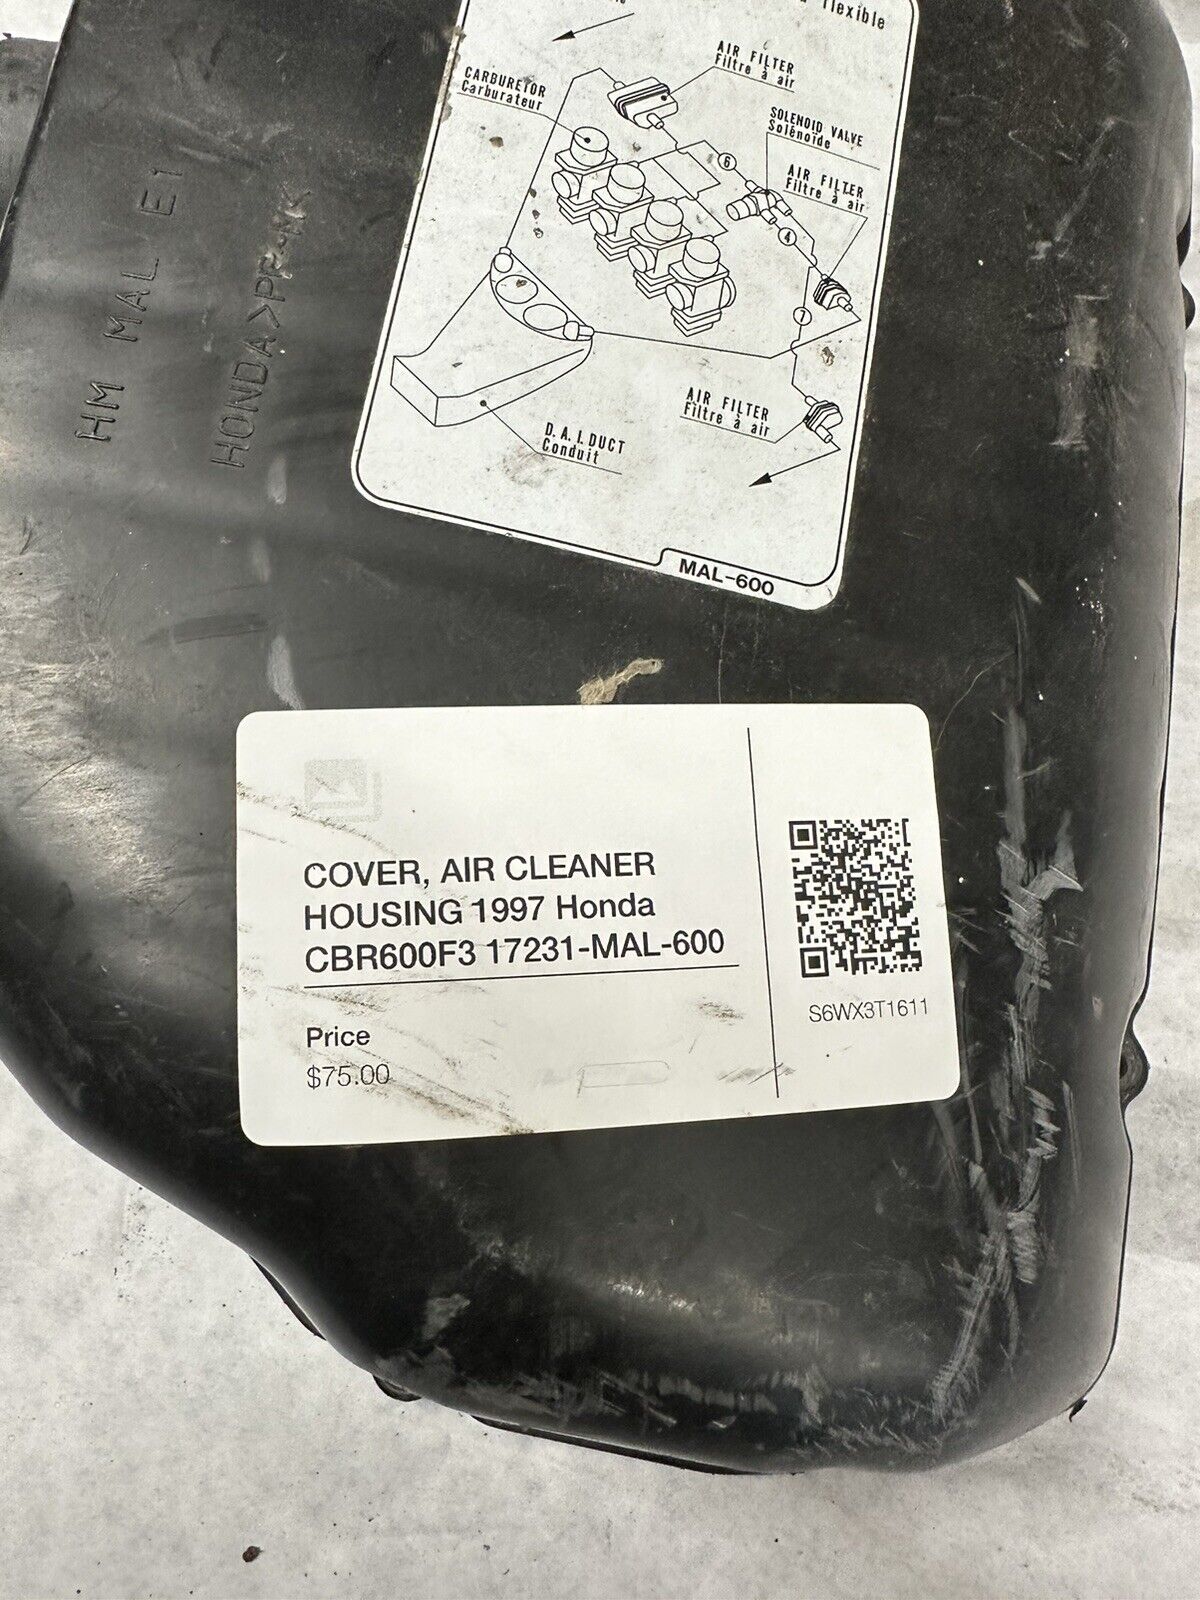 flexible
AIR FILTER
Filtre à air
CARBURETOR
Carburateur
SOLENOID VALVE
Solénoïde
AIR FILTER
Filtre à air
6
4
7
AIR FILTER
Filtre à air
D.A.I. DUCT
Conduit
MAL-600
HM MAL E1
HONDA >PP-K
COVER, AIR CLEANER
HOUSING 1997 Honda
CBR600F3 17231-MAL-600
Price
$75.00
S6WX3T1611